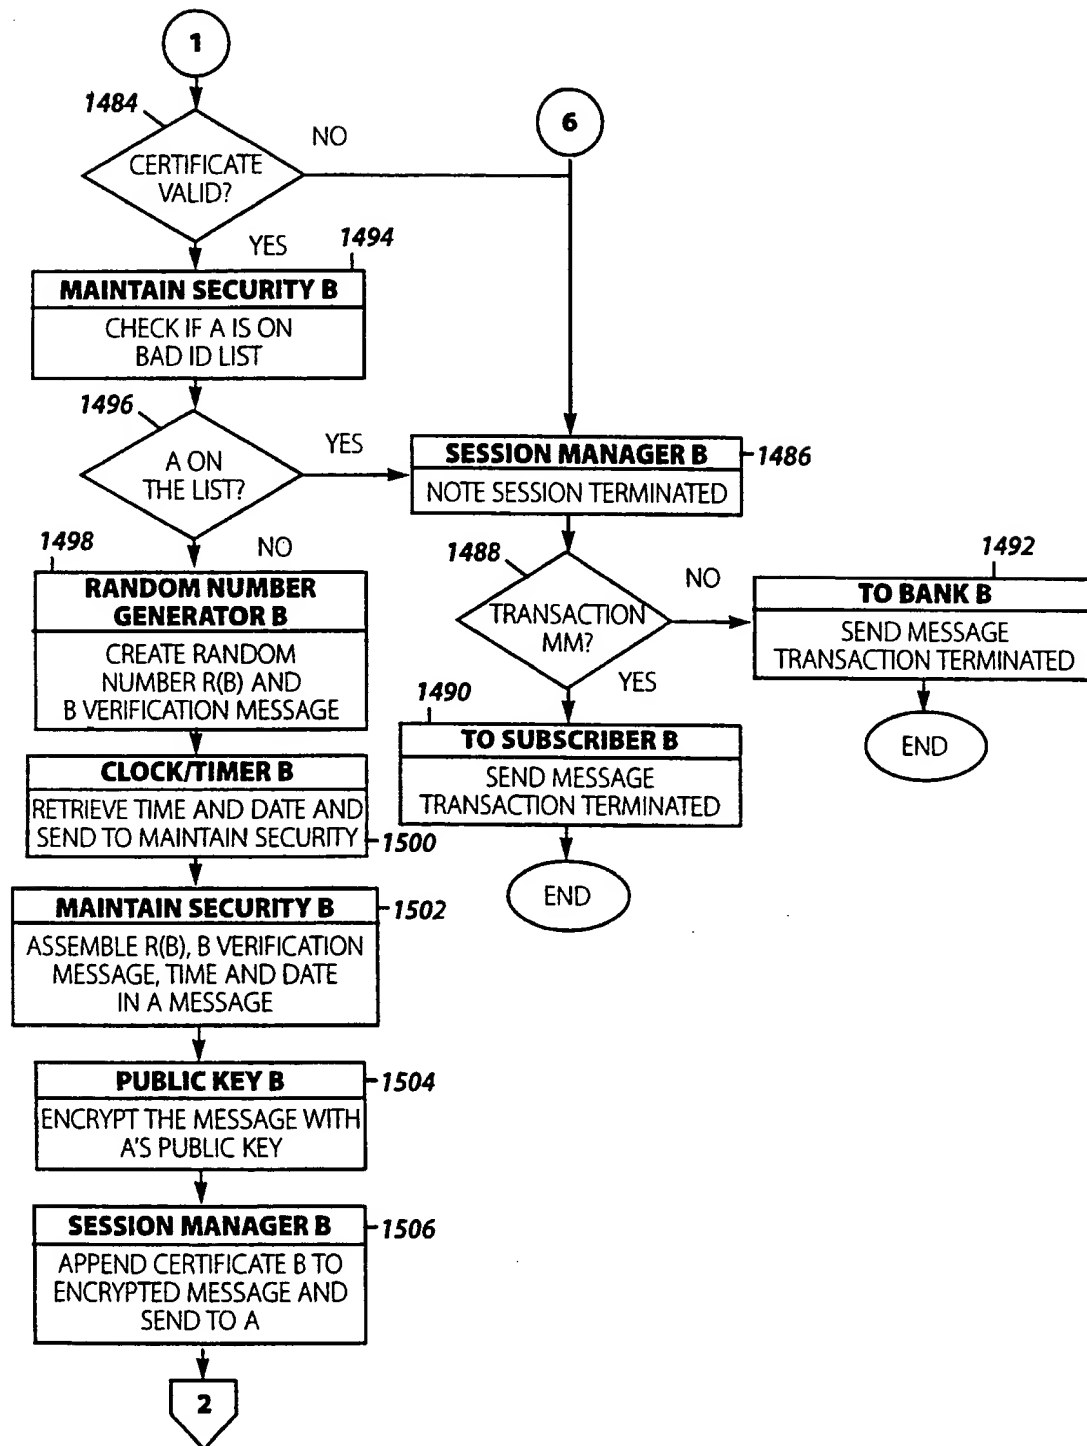 1
6
1484
CERTIFICATE
VALID?
NO
YES
1494
MAINTAIN SECURITY B
CHECK IF A IS ON
BAD ID LIST
1496
A ON
THE LIST?
YES
NO
SESSION MANAGER B
1486
NOTE SESSION TERMINATED
1488
TRANSACTION
MM?
NO
YES
1492
TO BANK B
SEND MESSAGE
TRANSACTION TERMINATED
END
1490
TO SUBSCRIBER B
SEND MESSAGE
TRANSACTION TERMINATED
END
1498
RANDOM NUMBER
GENERATOR B
CREATE RANDOM
NUMBER R(B) AND
B VERIFICATION MESSAGE
CLOCK/TIMER B
RETRIEVE TIME AND DATE AND
SEND TO MAINTAIN SECURITY
1500
MAINTAIN SECURITY B
1502
ASSEMBLE R(B), B VERIFICATION
MESSAGE, TIME AND DATE
IN A MESSAGE
PUBLIC KEY B
1504
ENCRYPT THE MESSAGE WITH
A'S PUBLIC KEY
SESSION MANAGER B
1506
APPEND CERTIFICATE B TO
ENCRYPTED MESSAGE AND
SEND TO A
2